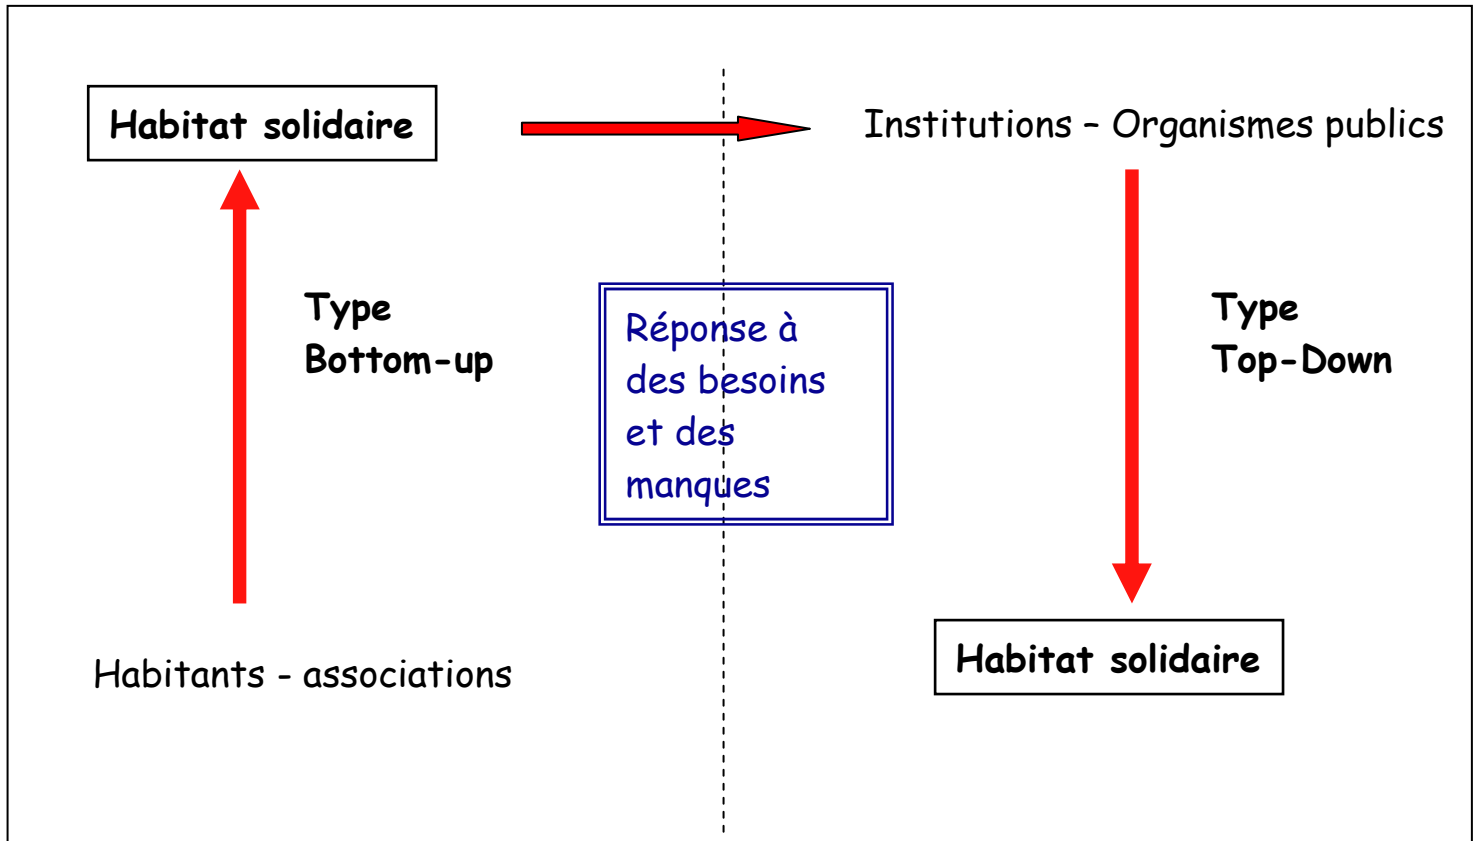 Habitat solidaire
Institutions – Organismes publics
Type
Bottom-up
Réponse à
des besoins
et des
manques
Type
Top-Down
Habitants - associations
Habitat solidaire